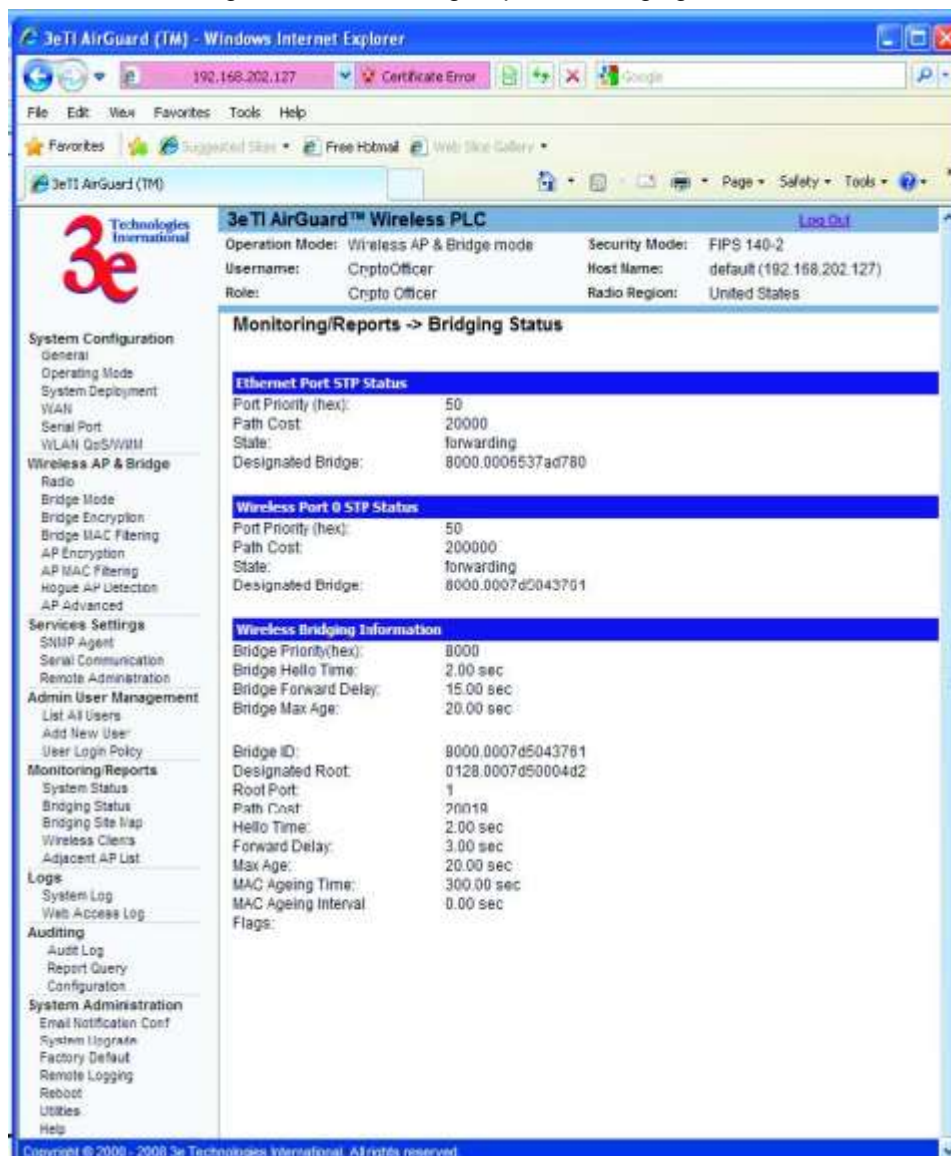 3eTI AirGuard (TM) - Windows Internet Explorer
192.168.202.127
Certificate Error
Google
File Edit View Favorites Tools Help
Favorites
Suggested Sites
Free Hotmail
Web Slice Gallery
3eTI AirGuard (TM)
Page
Safety
Tools
3e Technologies International
3eTI AirGuard™ Wireless PLC
Log Out
Operation Mode: Wireless AP & Bridge mode
Security Mode: FIPS 140-2
Username: CryptoOfficer
Host Name: default (192.168.202.127)
Role: Crypto Officer
Radio Region: United States
System Configuration
General
Operating Mode
System Deployment
WAN
Serial Port
WLAN QoS/WMM
Wireless AP & Bridge
Radio
Bridge Mode
Bridge Encryption
Bridge MAC Filtering
AP Encryption
AP MAC Filtering
Rogue AP Detection
AP Advanced
Services Settings
SNMP Agent
Serial Communication
Remote Administration
Admin User Management
List All Users
Add New User
User Login Policy
Monitoring/Reports
System Status
Bridging Status
Bridging Site Map
Wireless Clients
Adjacent AP List
Logs
System Log
Web Access Log
Auditing
Audit Log
Report Query
Configuration
System Administration
Email Notification Conf
System Upgrade
Factory Default
Remote Logging
Reboot
Utilities
Help
Monitoring/Reports -> Bridging Status
Ethernet Port STP Status
Port Priority (hex): 50
Path Cost: 20000
State: forwarding
Designated Bridge: 8000.0006537ad780
Wireless Port 0 STP Status
Port Priority (hex): 50
Path Cost: 200000
State: forwarding
Designated Bridge: 8000.0007d5043761
Wireless Bridging Information
Bridge Priority(hex): 8000
Bridge Hello Time: 2.00 sec
Bridge Forward Delay: 15.00 sec
Bridge Max Age: 20.00 sec
Bridge ID: 8000.0007d5043761
Designated Root: 0128.0007d50004d2
Root Port: 1
Path Cost: 20019
Hello Time: 2.00 sec
Forward Delay: 3.00 sec
Max Age: 20.00 sec
MAC Ageing Time: 300.00 sec
MAC Ageing Interval 0.00 sec
Flags:
Copyright © 2000 - 2008 3e Technologies International. All rights reserved.